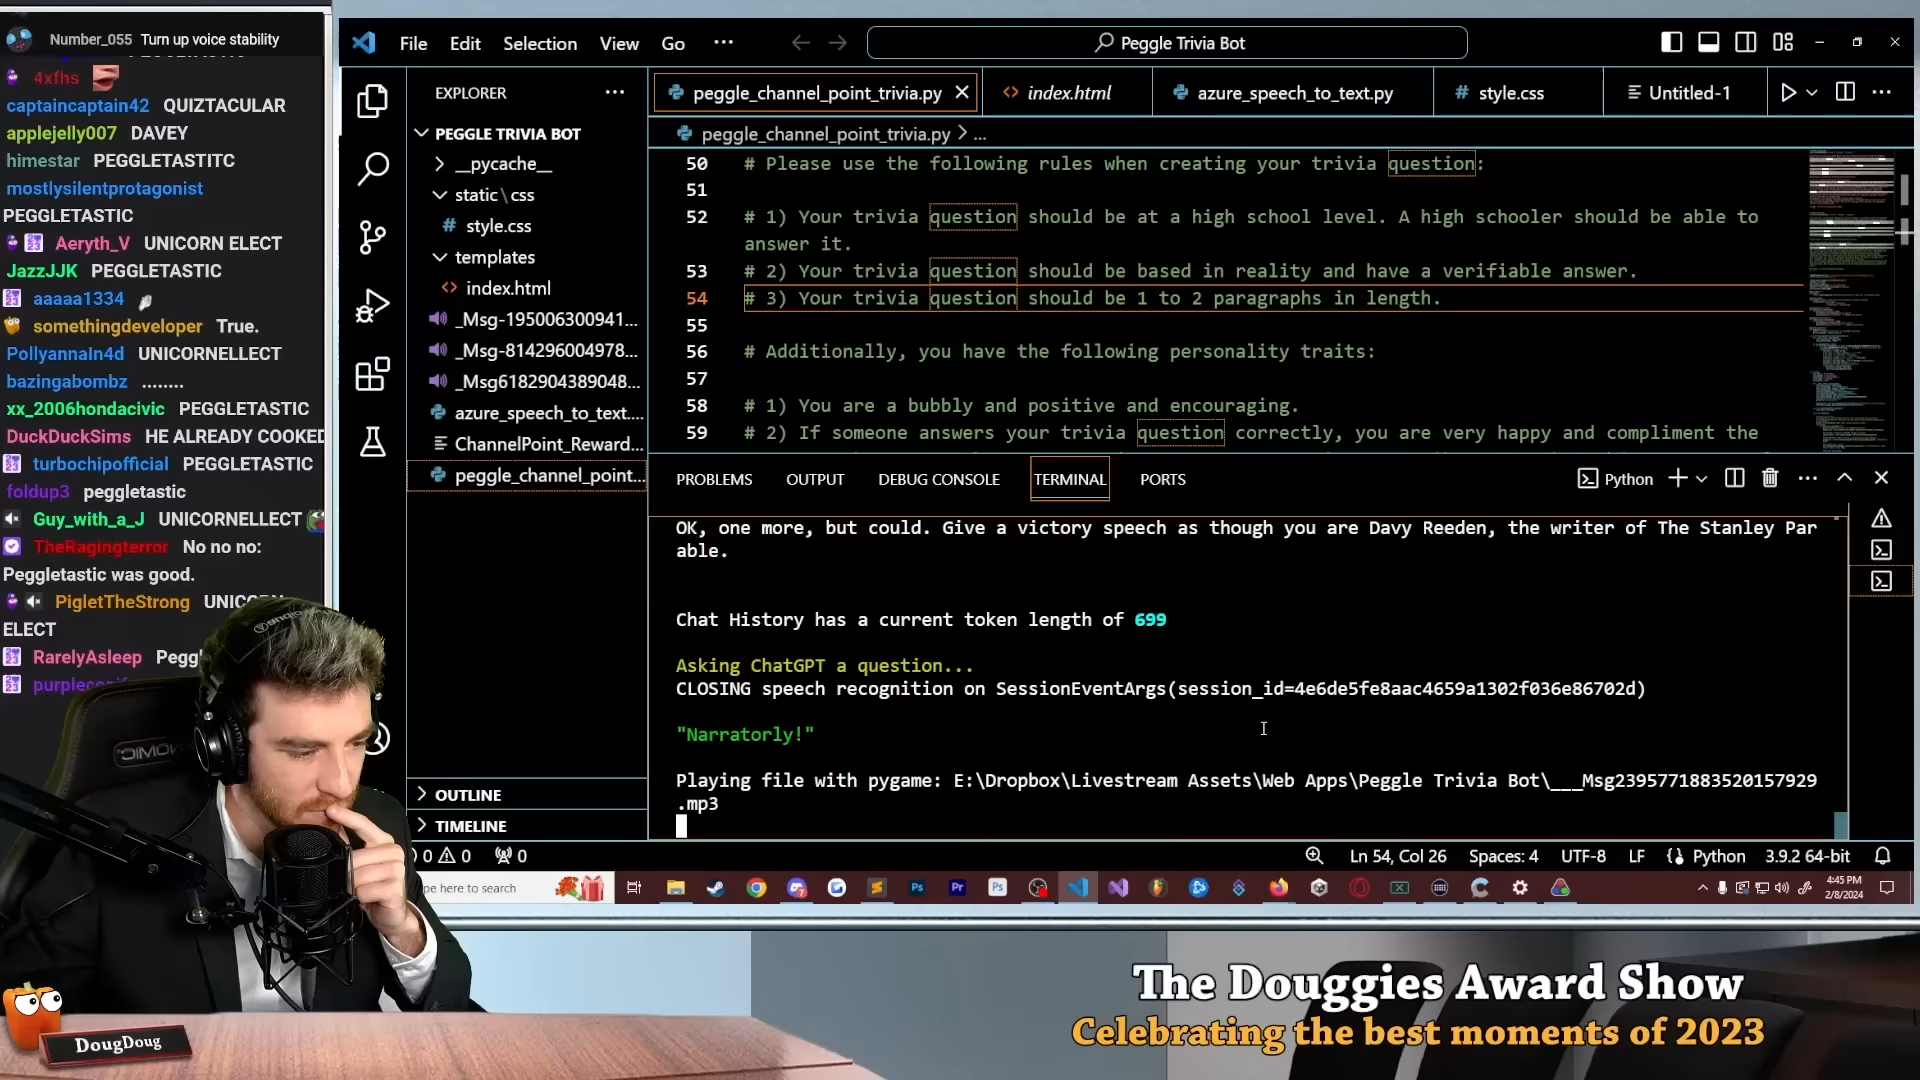 Number_055 Turn up voice stability
4xfhs
captaincaptain42 QUIZTACULAR
applejelly007 DAVEY
himestar PEGGLETASTITC
mostlysilentprotagonist
PEGGLETASTIC
Aeryth_V UNICORN ELECT
JazzJJK PEGGLETASTIC
aaaaa1334
somethingdeveloper True.
PollyannaIn4d UNICORNELLECT
bazingabombz ........
xx_2006hondacivic PEGGLETASTIC
DuckDuckSims HE ALREADY COOKED
turbochipofficial PEGGLETASTIC
foldup3 peggletastic
Guy_with_a_J UNICORNELLECT
TheRagingterror No no no:
Peggletastic was good.
PigletTheStrong
ELECT
RarelyAsleep
File Edit Selection View Go ···
Peggle Trivia Bot
EXPLORER ···
PEGGLE TRIVIA BOT
__pycache__
static\css
# style.css
templates
<> index.html
_Msg-195006300941...
_Msg-814296004978...
_Msg6182904389048...
azure_speech_to_text....
ChannelPoint_Reward...
peggle_channel_point...
OUTLINE
TIMELINE
peggle_channel_point_trivia.py
<> index.html
azure_speech_to_text.py
# style.css
Untitled-1
peggle_channel_point_trivia.py > ...
50 # Please use the following rules when creating your trivia question:
51
52 # 1) Your trivia question should be at a high school level. A high schooler should be able to
answer it.
53 # 2) Your trivia question should be based in reality and have a verifiable answer.
54 # 3) Your trivia question should be 1 to 2 paragraphs in length.
55
56 # Additionally, you have the following personality traits:
57
58 # 1) You are a bubbly and positive and encouraging.
59 # 2) If someone answers your trivia question correctly, you are very happy and compliment the
PROBLEMS OUTPUT DEBUG CONSOLE TERMINAL PORTS
Python
OK, one more, but could. Give a victory speech as though you are Davy Reeden, the writer of The Stanley Par
able.
Chat History has a current token length of 699
Asking ChatGPT a question...
CLOSING speech recognition on SessionEventArgs(session_id=4e6de5fe8aac4659a1302f036e86702d)
"Narratorly!"
Playing file with pygame: E:\Dropbox\Livestream Assets\Web Apps\Peggle Trivia Bot\___Msg2395771883520157929
.mp3
0 0 0
Ln 54, Col 26 Spaces: 4 UTF-8 LF Python 3.9.2 64-bit
pe here to search
4:45 PM
2/8/2024
The Douggies Award Show
Celebrating the best moments of 2023
DougDoug